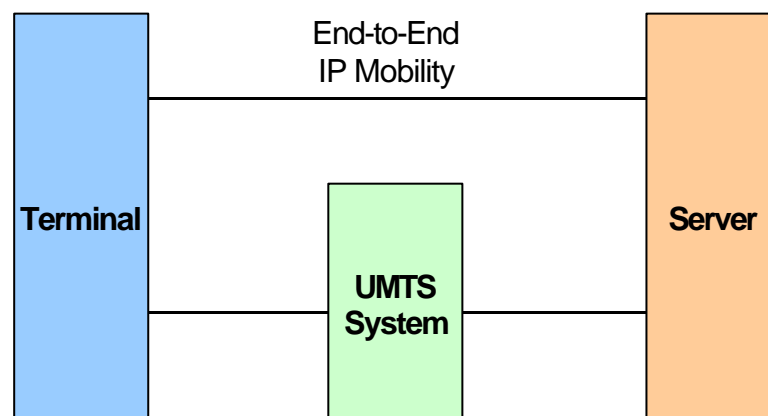 End-to-End
IP Mobility
Terminal
Server
UMTS
System